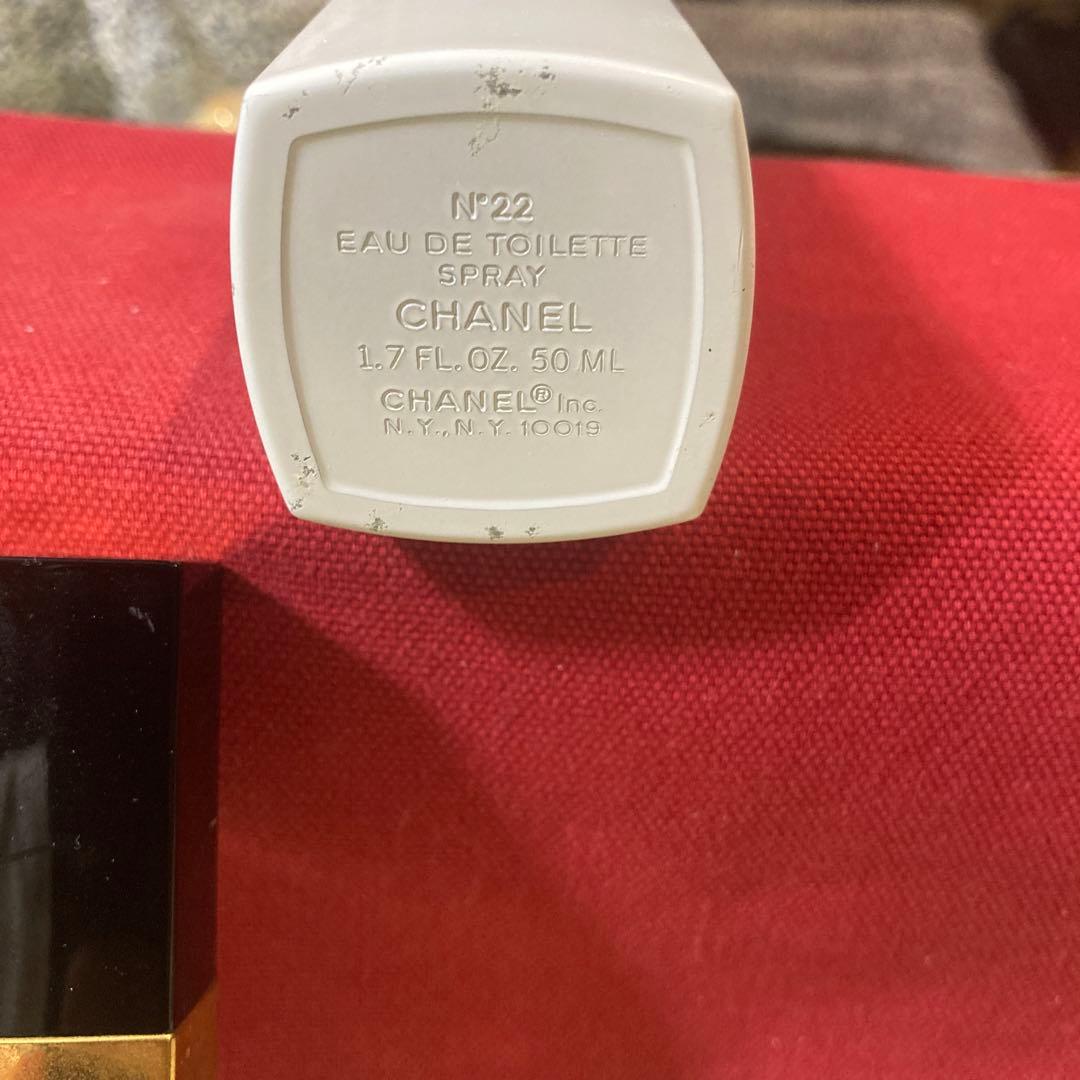 N°22
EAU DE TOILETTE
SPRAY
CHANEL
1.7 FL. OZ. 50 ML
CHANEL® Inc.
N.Y., N.Y. 10019